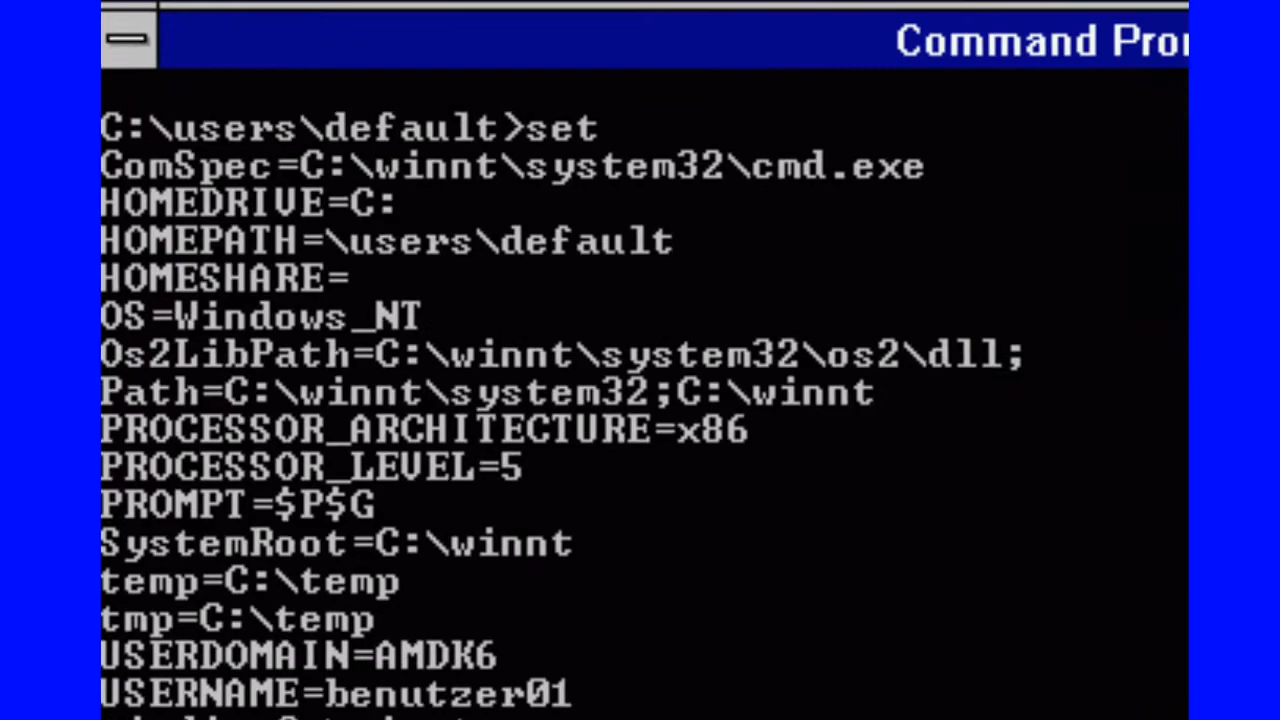 Command Pro
C:\users\default>set
ComSpec=C:\winnt\system32\cmd.exe
HOMEDRIVE=C:
HOMEPATH=\users\default
HOMESHARE=
OS=Windows_NT
Os2LibPath=C:\winnt\system32\os2\dll;
Path=C:\winnt\system32;C:\winnt
PROCESSOR_ARCHITECTURE=x86
PROCESSOR_LEVEL=5
PROMPT=$P$G
SystemRoot=C:\winnt
temp=C:\temp
tmp=C:\temp
USERDOMAIN=AMDK6
USERNAME=benutzer01